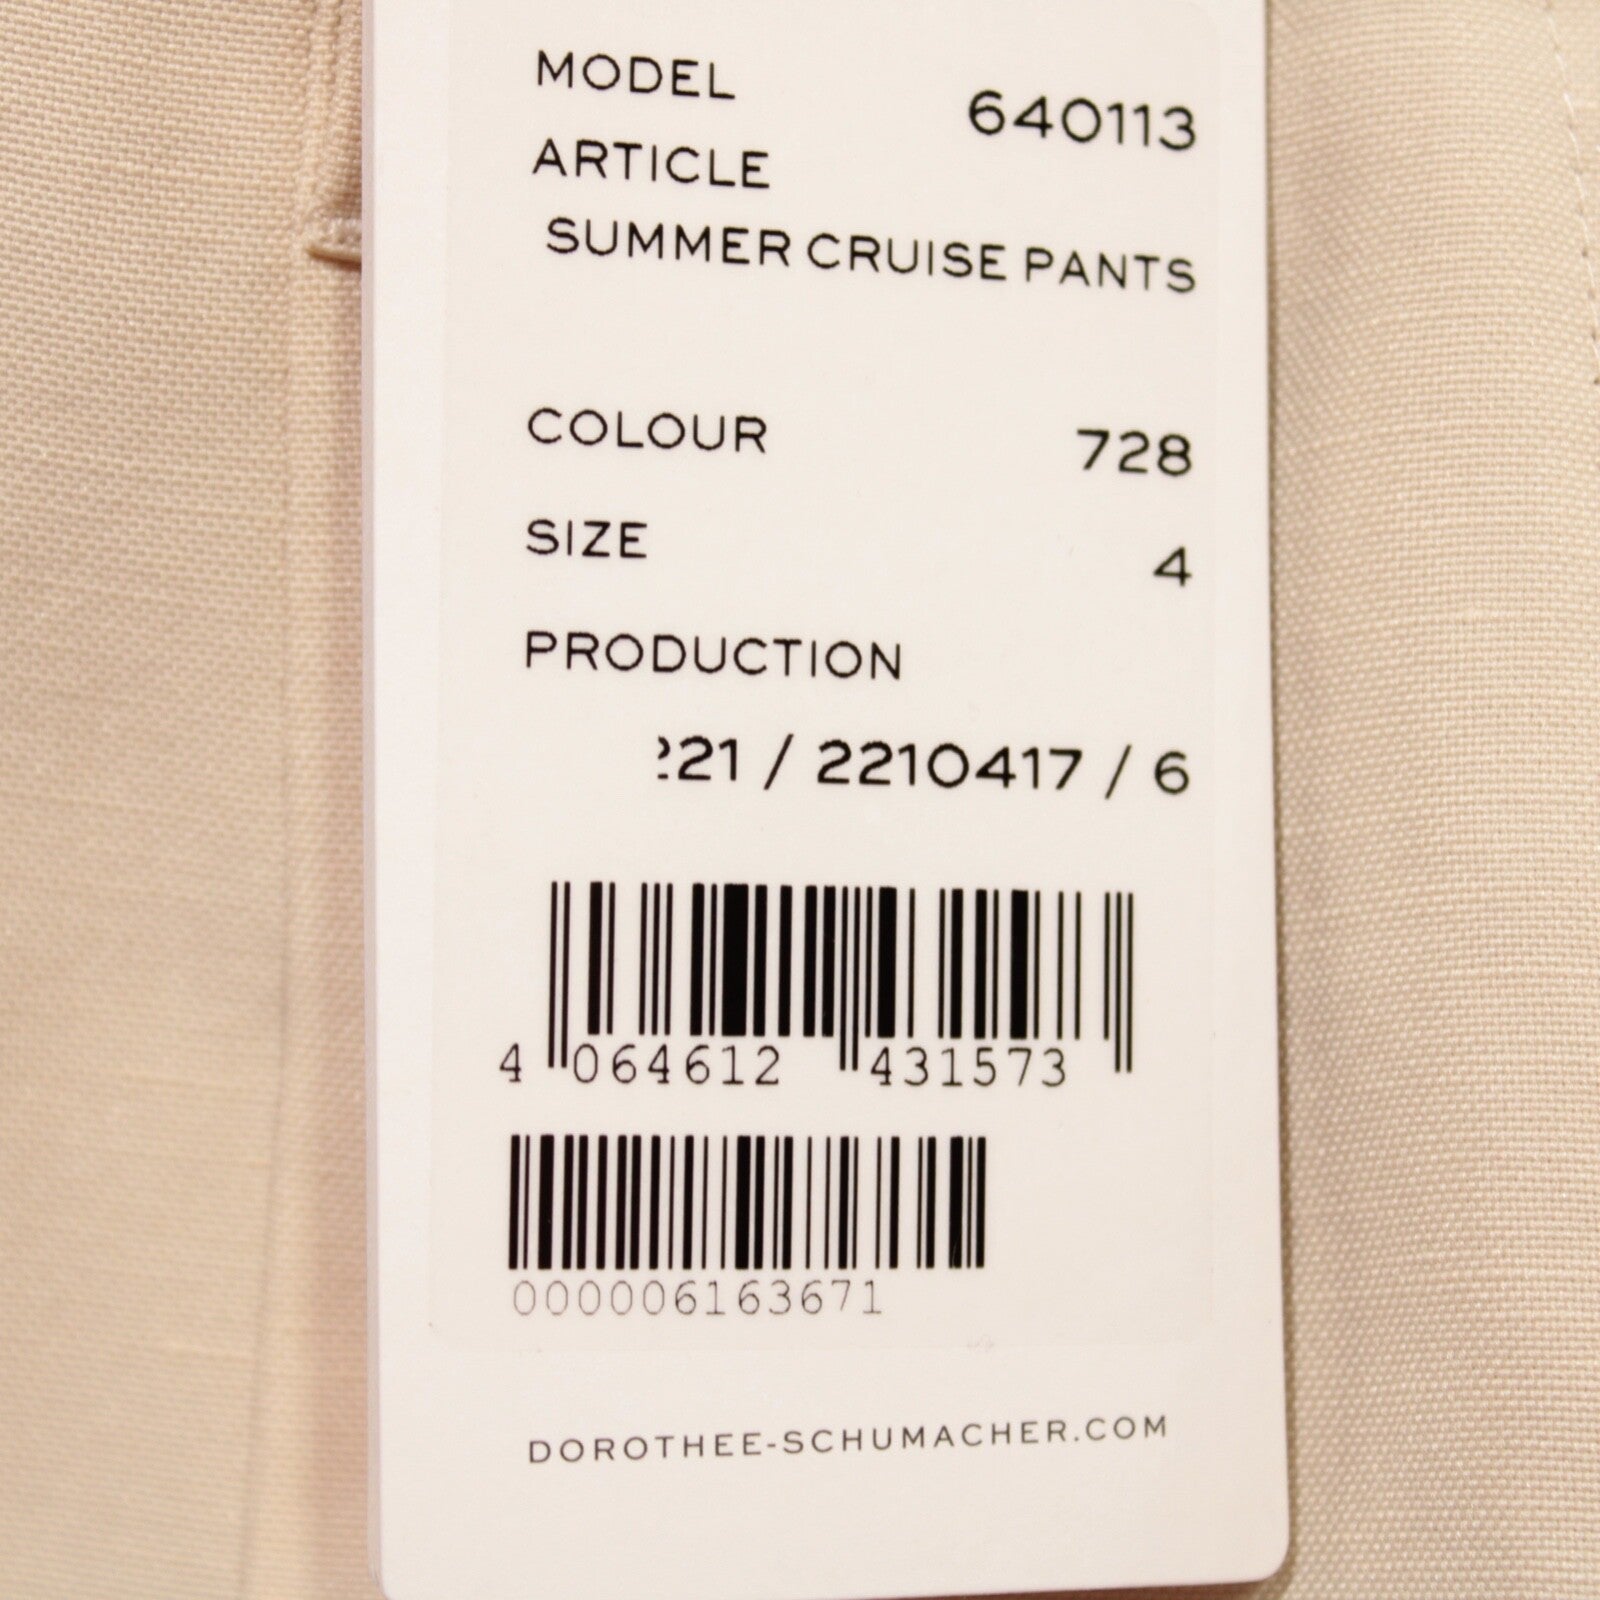 MODEL
640113
ARTICLE
SUMMER CRUISE PANTS
COLOUR 728
SIZE 4
PRODUCTION
21 / 2210417 / 6
4 064612 431573
000006163671
DOROTHEE-SCHUMACHER.COM